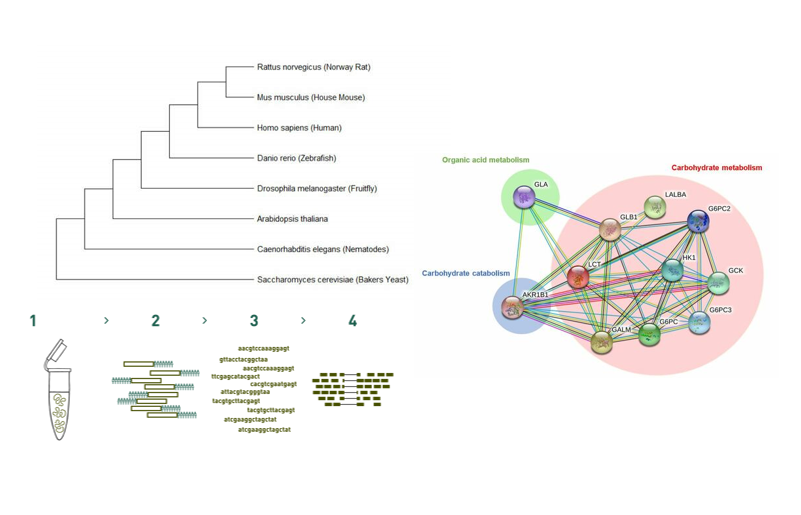 Rattus norvegicus (Norway Rat)
Mus musculus (House Mouse)
Homo sapiens (Human)
Danio rerio (Zebrafish)
Drosophila melanogaster (Fruitfly)
Arabidopsis thaliana
Caenorhabditis elegans (Nematodes)
Saccharomyces cerevisiae (Bakers Yeast)
Organic acid metabolism
Carbohydrate metabolism
Carbohydrate catabolism
GLA
LALBA
GLB1
G6PC2
HK1
LCT
GCK
AKR1B1
G6PC3
G6PC
GALM
1 > 2 > 3 > 4
aacgtccaaaggagt
gttacctacggctaa
aacgtccaaaggagt
ttcgagcatacgact
cacgtcgaatgagt
attacgtacgggtaa
tacgtgcttacgagt
tacgtgcttacgagt
atcgaaggctagctat
atcgaaggctagctat